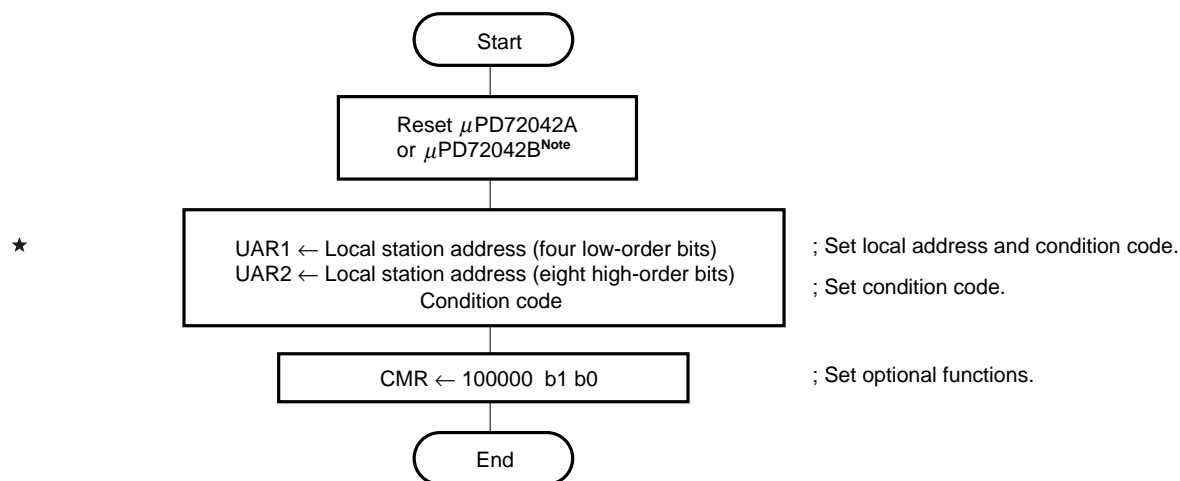 Start
Reset μPD72042A
or μPD72042BNote
★
UAR1 ← Local station address (four low-order bits)
; Set local address and condition code.
UAR2 ← Local station address (eight high-order bits)
Condition code
; Set condition code.
CMR ← 100000 b1 b0
; Set optional functions.
End